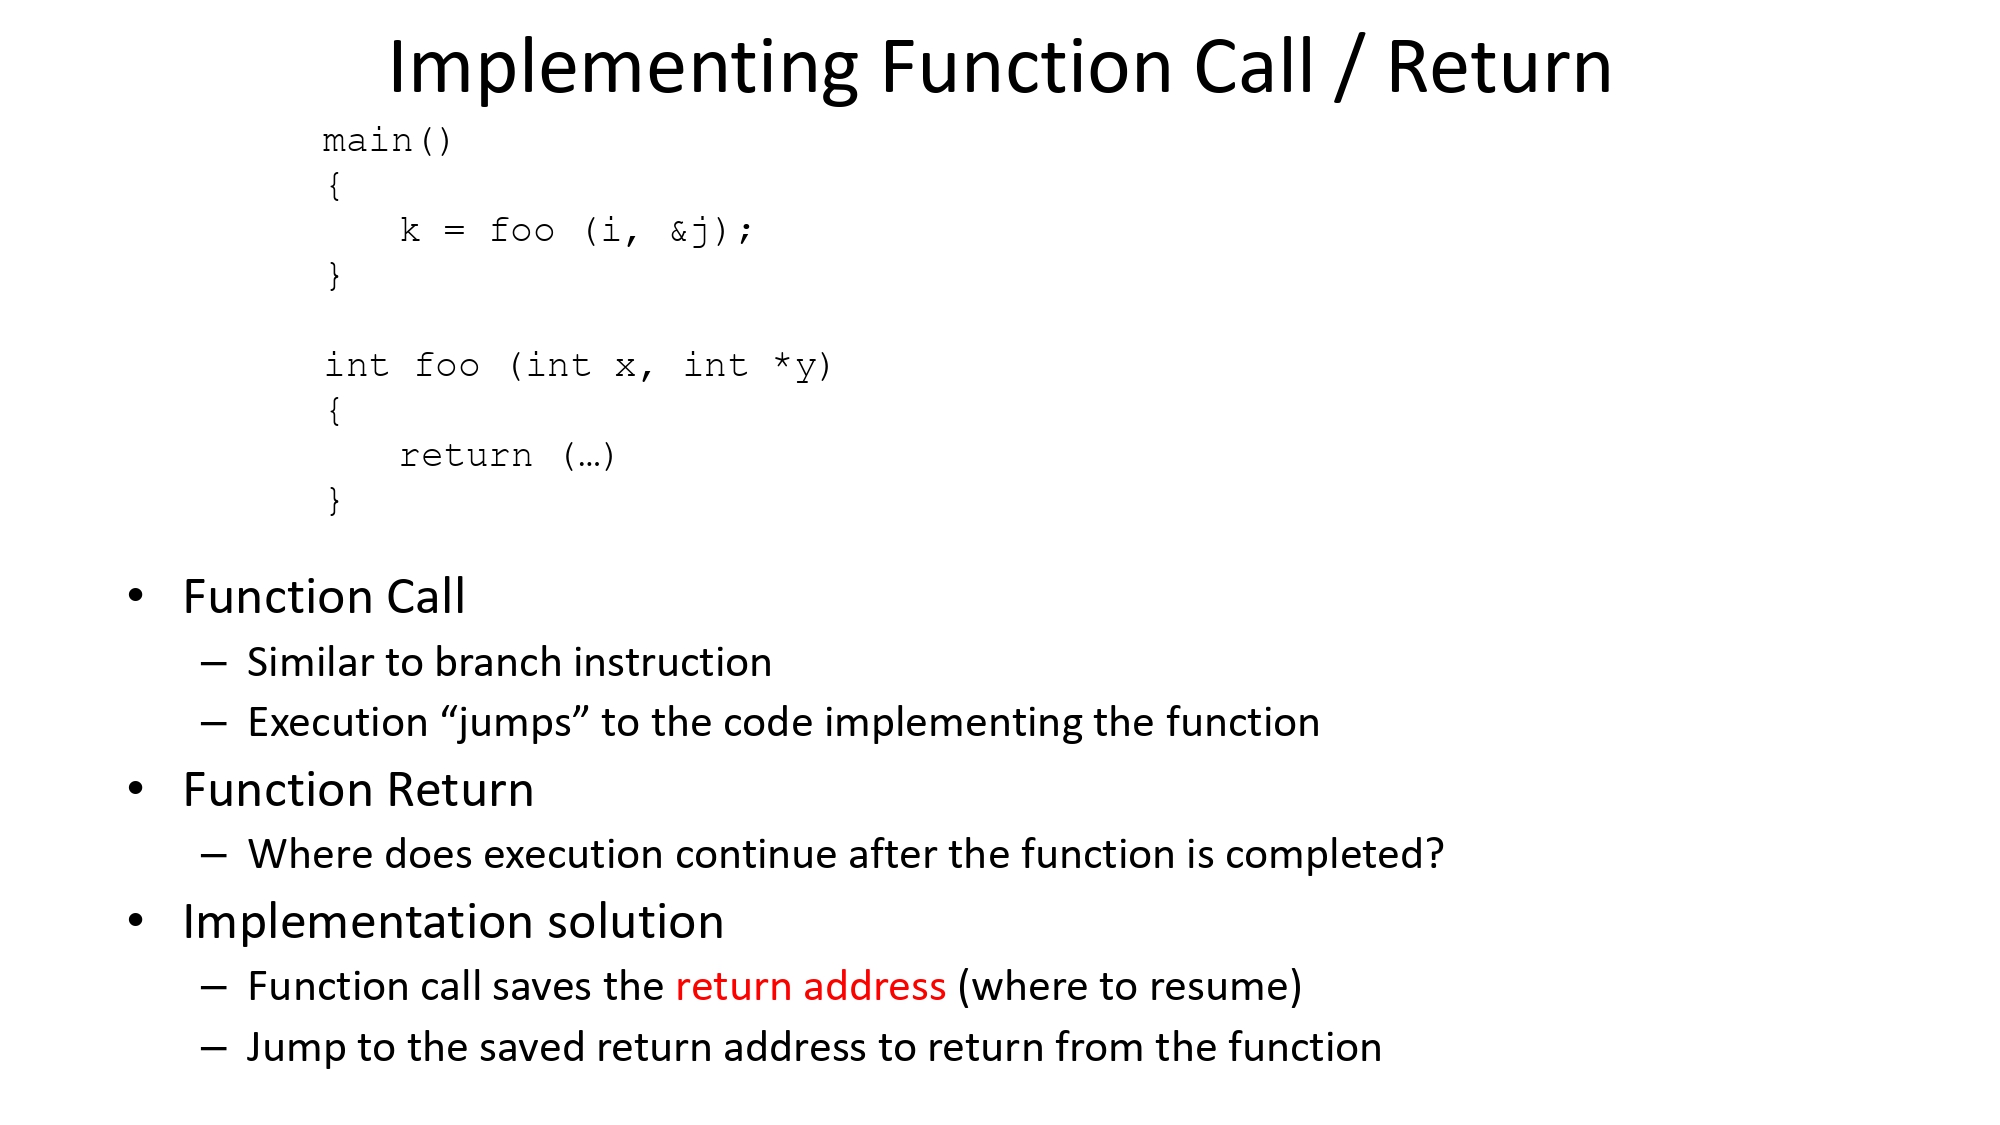 Implementing Function Call / Return
main()
{
k = foo (i, &j);
}
int foo (int x, int *y)
{
return (…)
}
• Function Call
– Similar to branch instruction
– Execution “jumps” to the code implementing the function
• Function Return
– Where does execution continue after the function is completed?
• Implementation solution
– Function call saves the return address (where to resume)
– Jump to the saved return address to return from the function